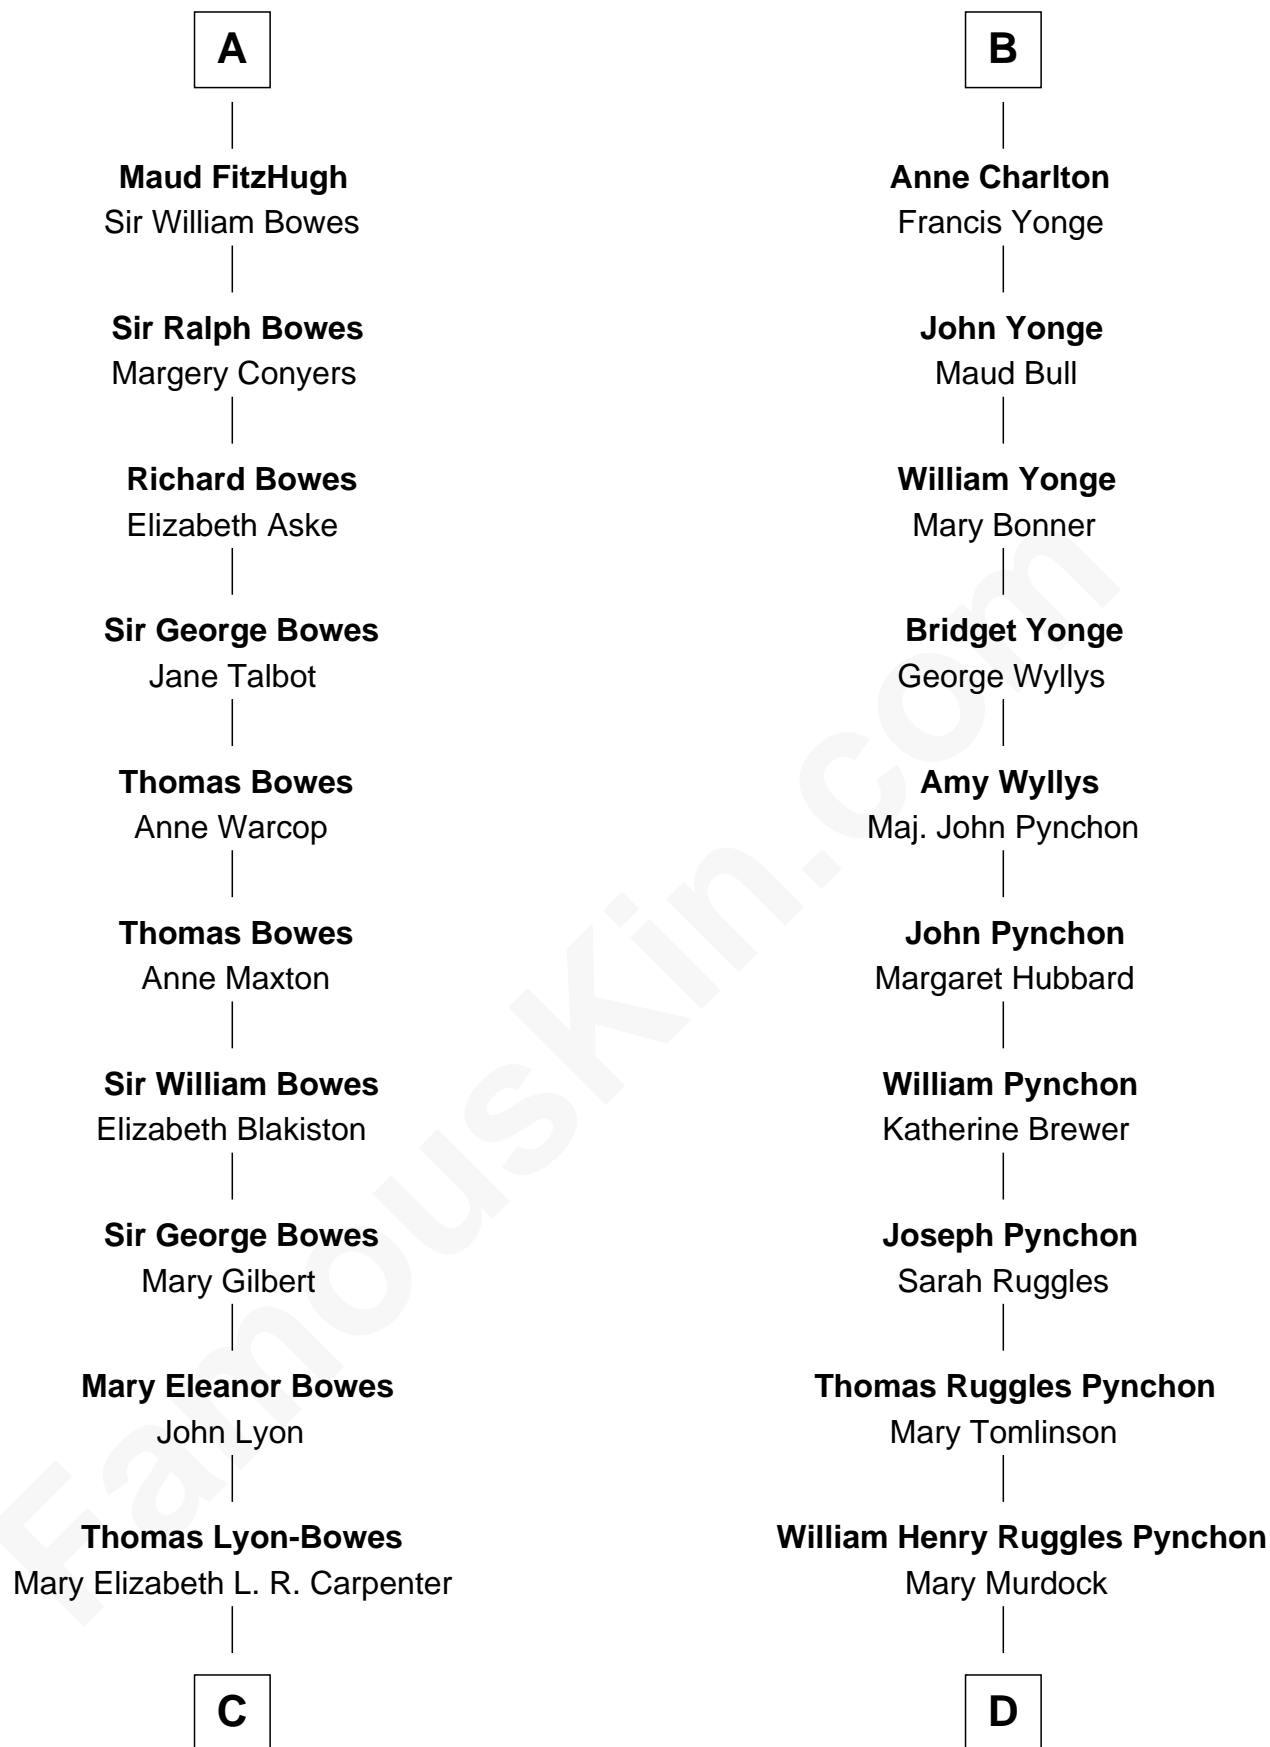 A
Maud FitzHugh
Sir William Bowes
Sir Ralph Bowes
Margery Conyers
Richard Bowes
Elizabeth Aske
Sir George Bowes
Jane Talbot
Thomas Bowes
Anne Warcop
Thomas Bowes
Anne Maxton
Sir William Bowes
Elizabeth Blakiston
Sir George Bowes
Mary Gilbert
Mary Eleanor Bowes
John Lyon
Thomas Lyon-Bowes
Mary Elizabeth L. R. Carpenter
C
B
Anne Charlton
Francis Yonge
John Yonge
Maud Bull
William Yonge
Mary Bonner
Bridget Yonge
George Wyllys
Amy Wyllys
Maj. John Pynchon
John Pynchon
Margaret Hubbard
William Pynchon
Katherine Brewer
Joseph Pynchon
Sarah Ruggles
Thomas Ruggles Pynchon
Mary Tomlinson
William Henry Ruggles Pynchon
Mary Murdock
D
FamousKin.com